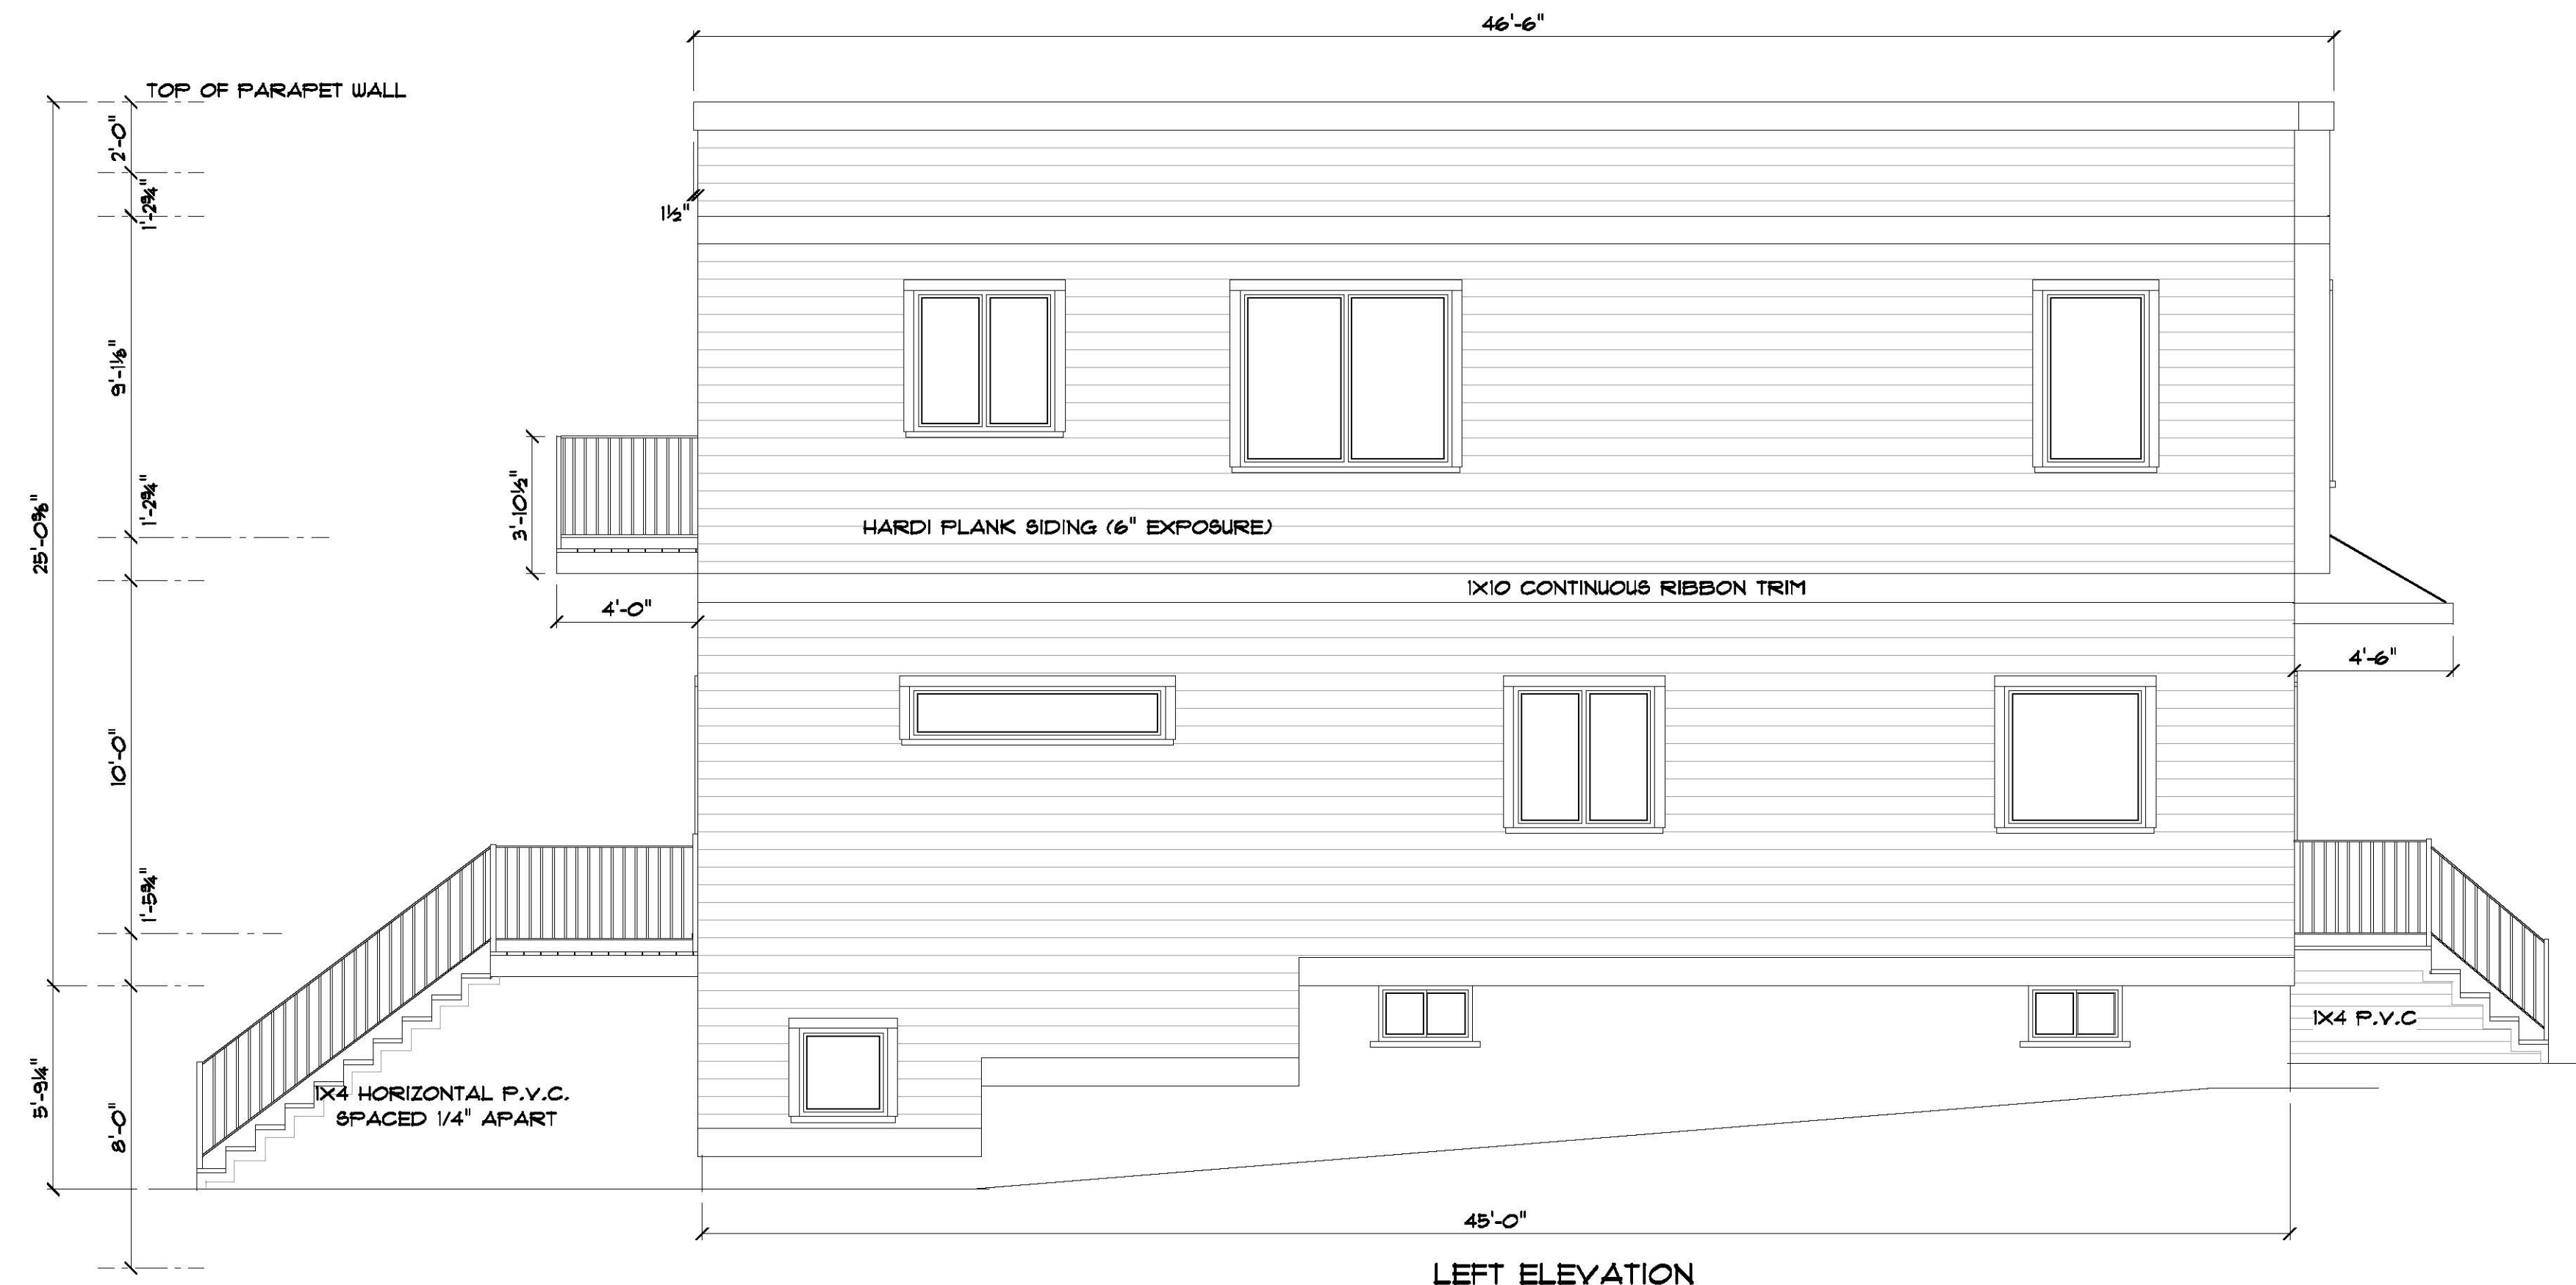 46'-6"
TOP OF PARAPET WALL
2'-0"
1'-2¾"
1½"
9'-1⅛"
1'-2¾"
25'-0⅝"
3'-10½"
HARDI PLANK SIDING (6" EXPOSURE)
1X10 CONTINUOUS RIBBON TRIM
4'-0"
4'-6"
10'-0"
1'-5¾"
1X4 P.V.C
5'-9¼"
8'-0"
1X4 HORIZONTAL P.V.C.
SPACED 1/4" APART
45'-0"
LEFT ELEVATION